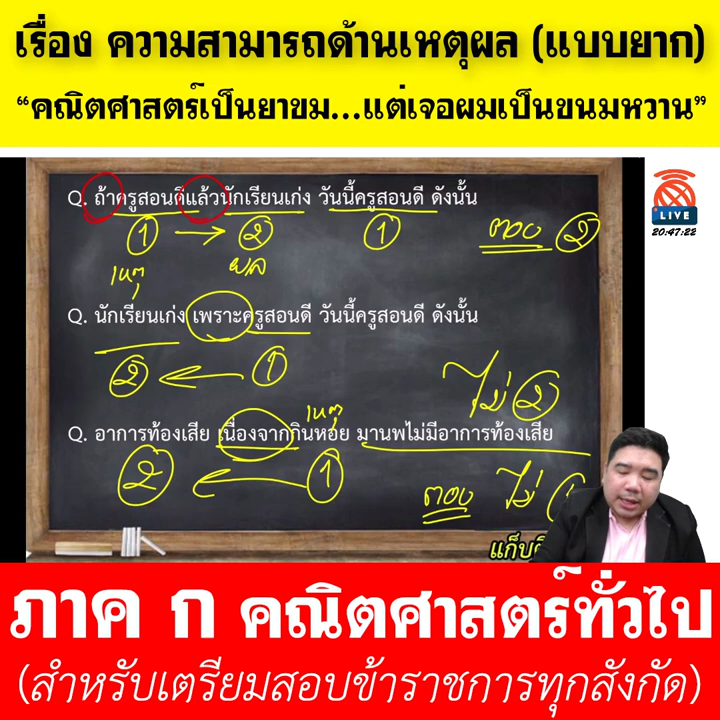 เรื่อง ความสามารถด้านเหตุผล (แบบยาก)
“คณิตศาสตร์เป็นยาขม...แต่เจอผมเป็นขนมหวาน”
LIVE
20:47:22
Q. ถ้าครูสอนดีแล้วนักเรียนเก่ง วันนี้ครูสอนดี ดังนั้น
1 → 2 1 ตอบ 2
เหตุ ผล
Q. นักเรียนเก่ง เพราะครูสอนดี วันนี้ครูสอนดี ดังนั้น
2 ← 1
ไม่ 2
เหตุ
Q. อาการท้องเสีย เนื่องจากกินหอย มานพไม่มีอาการท้องเสีย
2 ← 1 ตอบ ไม่
ภาค ก คณิตศาสตร์ทั่วไป
(สำหรับเตรียมสอบข้าราชการทุกสังกัด)